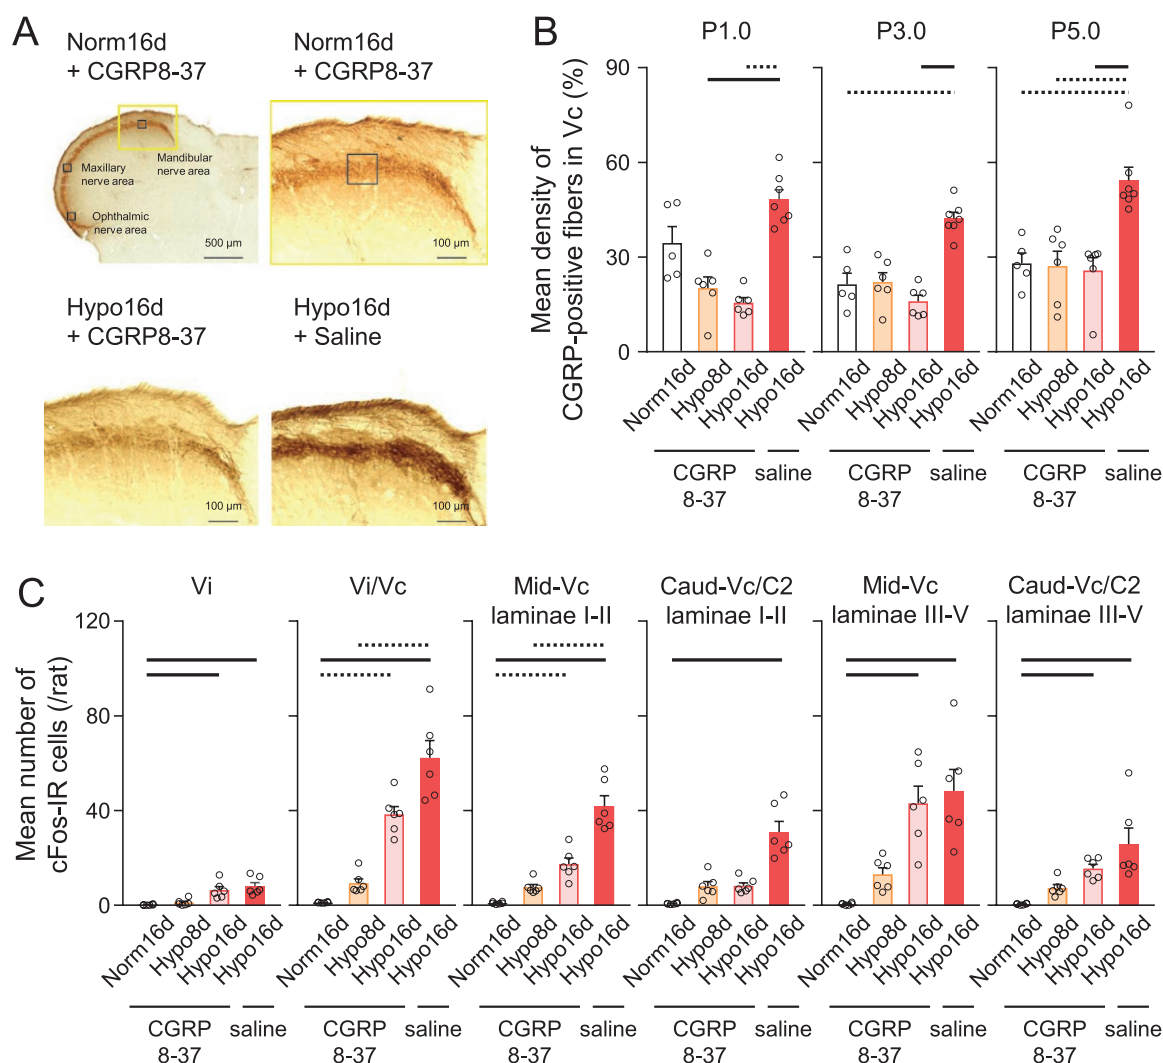 A
Norm16d
+ CGRP8-37
Norm16d
+ CGRP8-37
Maxillary
nerve area
Mandibular
nerve area
Ophthalmic
nerve area
500 µm
100 µm
Hypo16d
+ CGRP8-37
Hypo16d
+ Saline
100 µm
100 µm
B
P1.0
P3.0
P5.0
Mean density of
CGRP-positive fibers in Vc (%)
90
60
30
0
Norm16d
Hypo8d
Hypo16d
Hypo16d
Norm16d
Hypo8d
Hypo16d
Hypo16d
Norm16d
Hypo8d
Hypo16d
Hypo16d
CGRP
8-37
saline
CGRP
8-37
saline
CGRP
8-37
saline
C
Vi
Vi/Vc
Mid-Vc
laminae I-II
Caud-Vc/C2
laminae I-II
Mid-Vc
laminae III-V
Caud-Vc/C2
laminae III-V
Mean number of
cFos-IR cells (/rat)
120
80
40
0
Norm16d
Hypo8d
Hypo16d
Hypo16d
Norm16d
Hypo8d
Hypo16d
Hypo16d
Norm16d
Hypo8d
Hypo16d
Hypo16d
Norm16d
Hypo8d
Hypo16d
Hypo16d
Norm16d
Hypo8d
Hypo16d
Hypo16d
Norm16d
Hypo8d
Hypo16d
Hypo16d
CGRP
8-37
saline
CGRP
8-37
saline
CGRP
8-37
saline
CGRP
8-37
saline
CGRP
8-37
saline
CGRP
8-37
saline